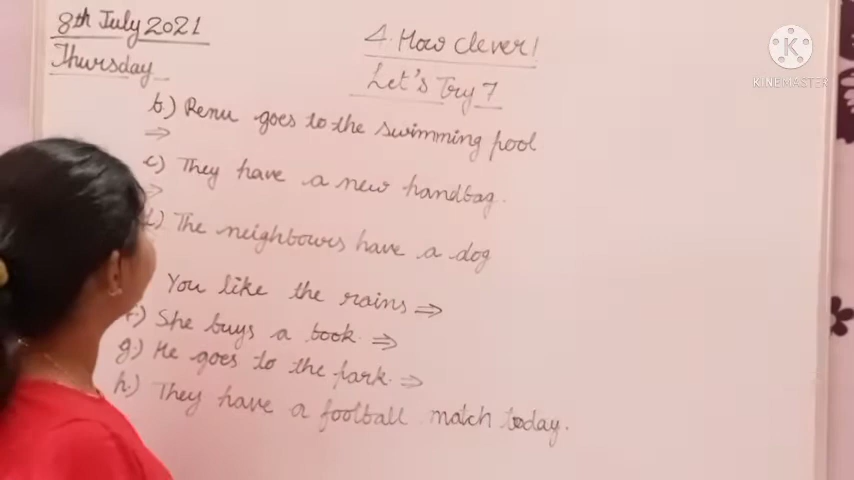 8th July 2021
Thursday
4. How clever!
Let's Try 7
b.) Renu goes to the swimming pool
⇒
c) They have a new handbag.
⇒
d) The neighbours have a dog
You like the rains ⇒
f) She buys a book. ⇒
g.) He goes to the park. ⇒
h.) They have a football match today.
K
KINEMASTER